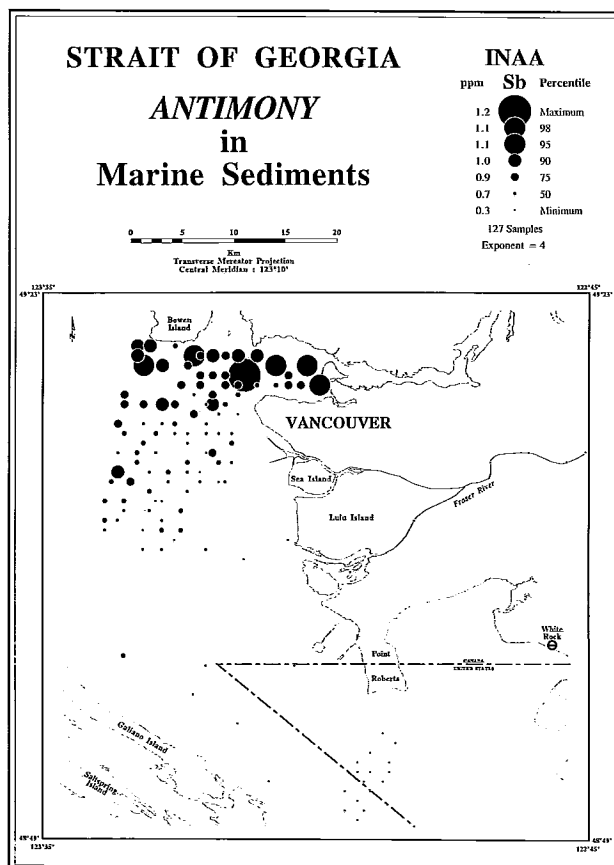 STRAIT OF GEORGIA
ANTIMONY
in
Marine Sediments
INAA
ppm Sb Percentile
1.2 Maximum
1.1 98
1.1 95
1.0 90
0.9 75
0.7 50
0.3 Minimum
127 Samples
Exponent = 4
0 5 10 20
Km
Transverse Mercator Projection
Central Meridian : 123°10'
123°35'
122°45'
49°23'
49°23'
Bowen
Island
VANCOUVER
Sea Island
Fraser River
Lulu Island
White
Rock
Point
Roberts
CANADA
UNITED STATES
Galiano Island
Saltspring
Island
48°49'
48°49'
123°35'
122°45'